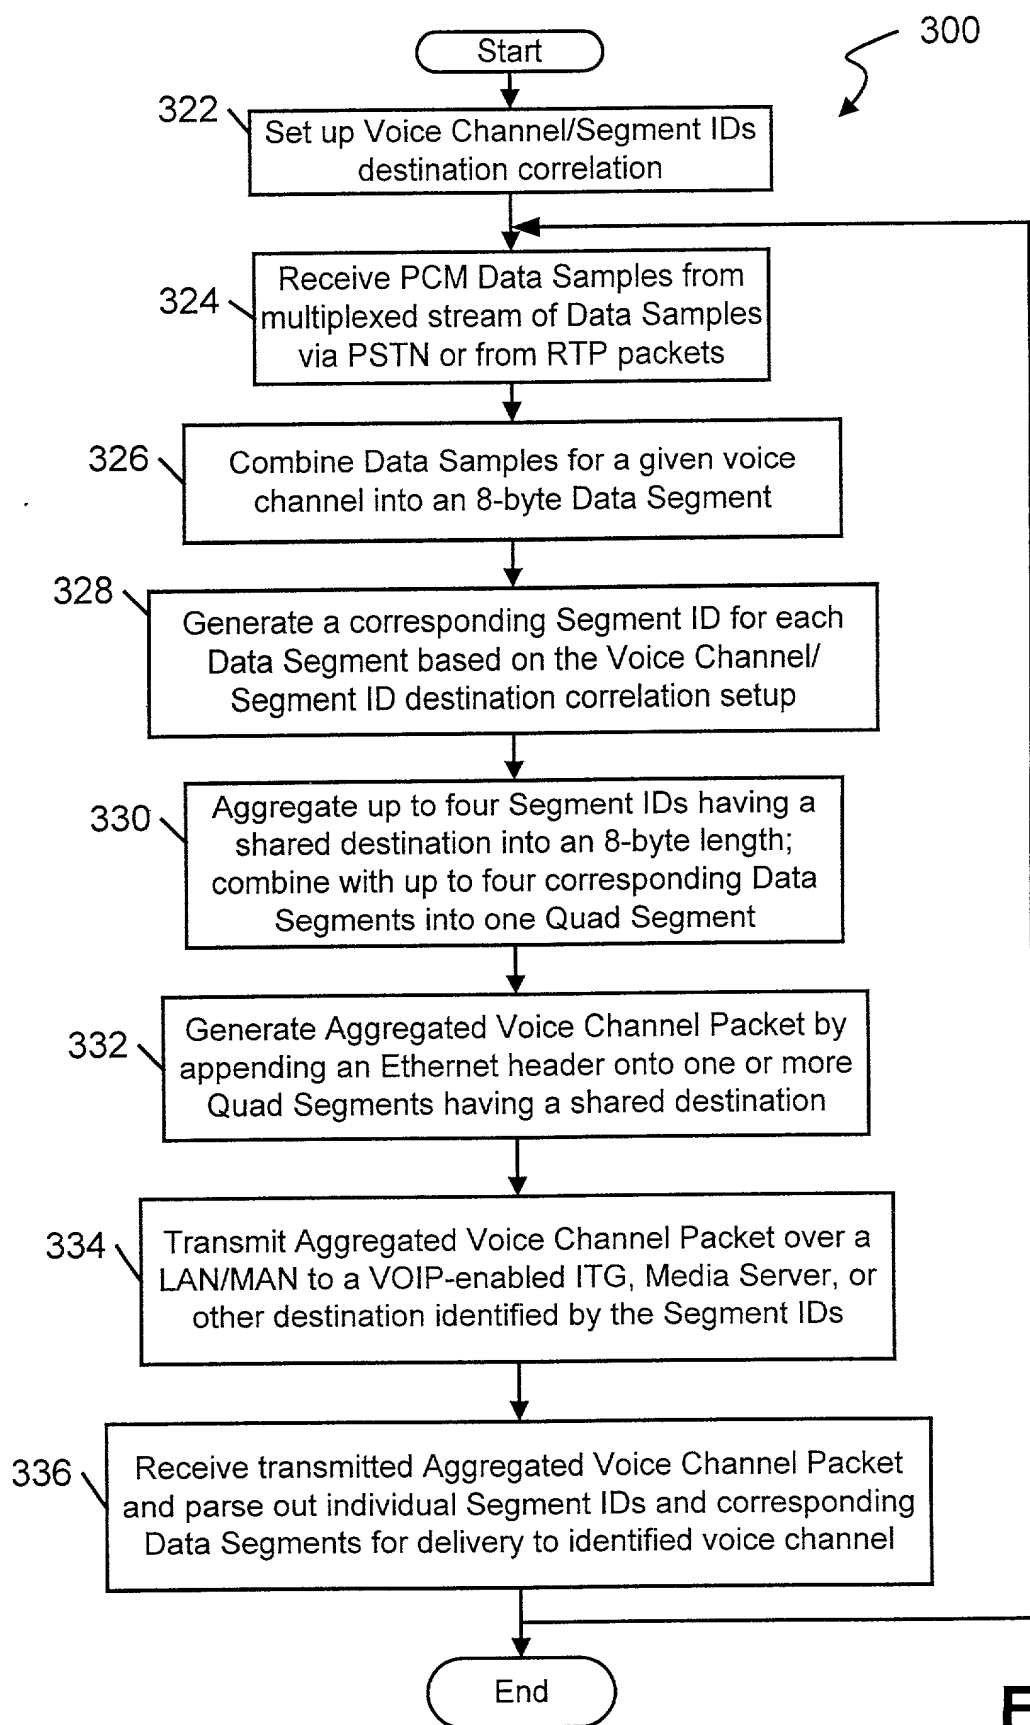 Start
300
322
Set up Voice Channel/Segment IDs
destination correlation
324
Receive PCM Data Samples from
multiplexed stream of Data Samples
via PSTN or from RTP packets
326
Combine Data Samples for a given voice
channel into an 8-byte Data Segment
328
Generate a corresponding Segment ID for each
Data Segment based on the Voice Channel/
Segment ID destination correlation setup
330
Aggregate up to four Segment IDs having a
shared destination into an 8-byte length;
combine with up to four corresponding Data
Segments into one Quad Segment
332
Generate Aggregated Voice Channel Packet by
appending an Ethernet header onto one or more
Quad Segments having a shared destination
334
Transmit Aggregated Voice Channel Packet over a
LAN/MAN to a VOIP-enabled ITG, Media Server, or
other destination identified by the Segment IDs
336
Receive transmitted Aggregated Voice Channel Packet
and parse out individual Segment IDs and corresponding
Data Segments for delivery to identified voice channel
End